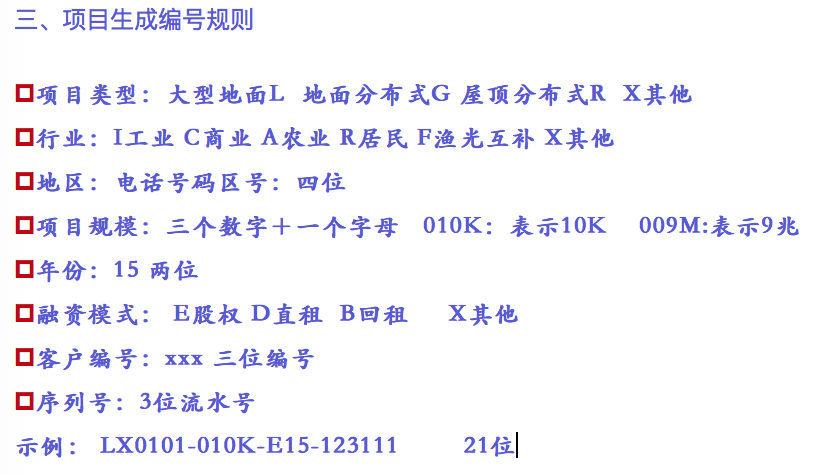 三、项目生成编号规则
项目类型：大型地面L 地面分布式G 屋顶分布式R X其他
行业：I工业 C商业 A农业 R居民 F渔光互补 X其他
地区：电话号码区号：四位
项目规模：三个数字＋一个字母 010K：表示10K 009M:表示9兆
年份：15 两位
融资模式： E股权 D直租 B回租 X其他
客户编号：xxx 三位编号
序列号：3位流水号
示例： LX0101-010K-E15-123111 21位